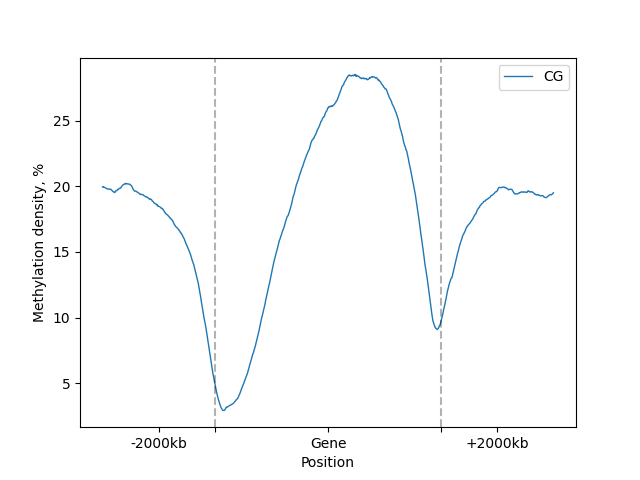 CG
Methylation density, %
25
20
15
10
5
-2000kb Gene +2000kb
Position